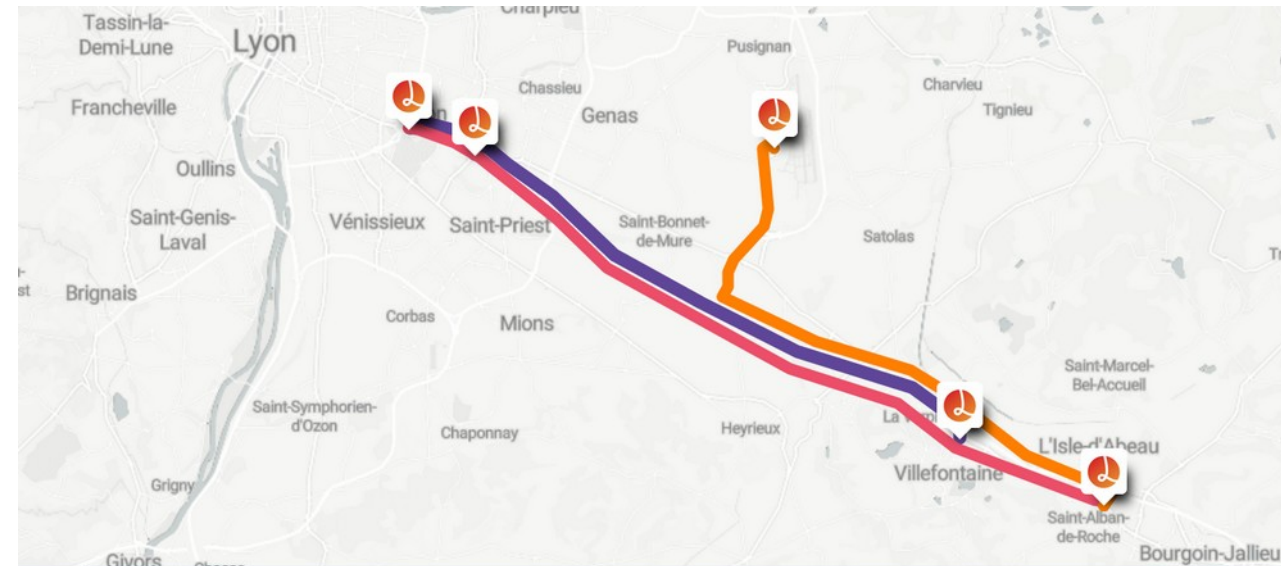 Charpieu
Tassin-la-
Demi-Lune
Lyon
Pusignan
Chassieu
Charvieu
Francheville
Genas
Tignieu
Oullins
Saint-Genis-
Laval
Vénissieux
Saint-Priest
Saint-Bonnet-
de-Mure
Satolas
Brignais
Corbas
Mions
Saint-Marcel-
Bel-Accueil
Saint-Symphorien-
d'Ozon
Chaponnay
Heyrieux
L'Isle-d'Abeau
Villefontaine
Grigny
Saint-Alban-
de-Roche
Givors
Bourgoin-Jallieu